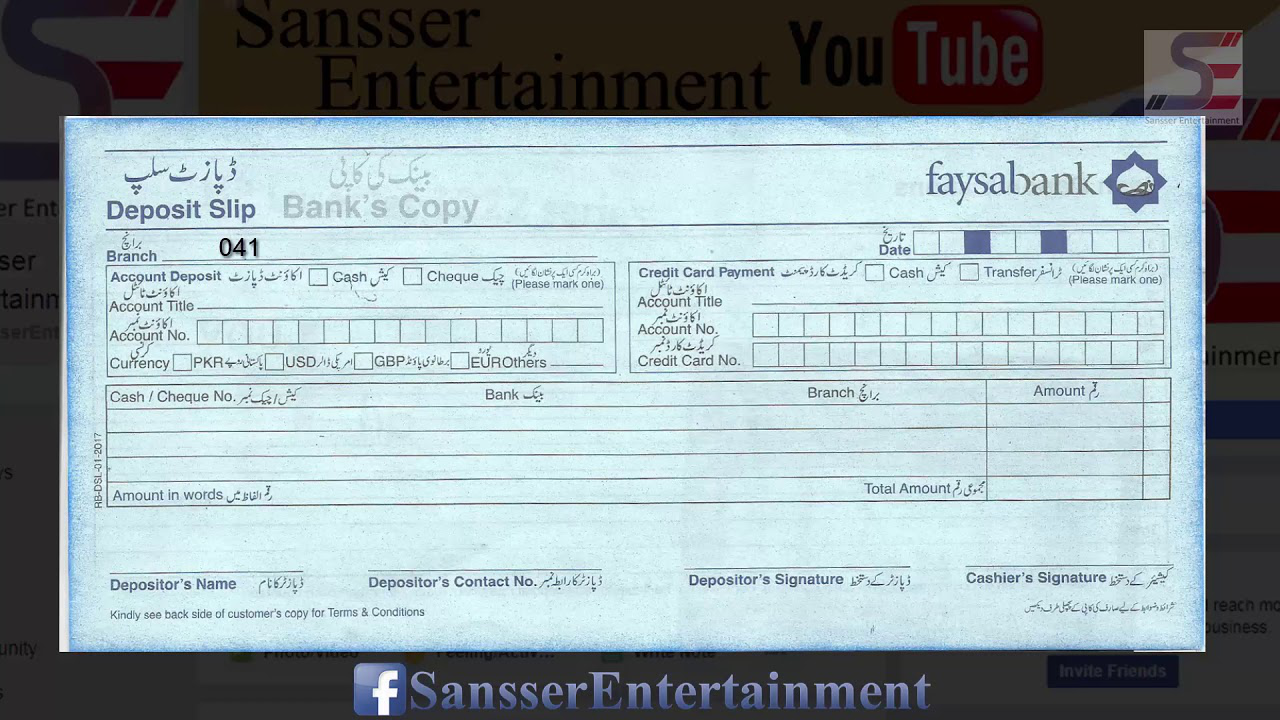 Sansser
Entertainment
YouTube
SE
Sansser Entertainment
ڈپازٹ سلپ
بینک کی کاپی
Deposit Slip Bank's Copy
faysabank
برانچ
Branch 041
تاریخ
Date
Account Deposit اکاؤنٹ ڈپازٹ Cash کیش Cheque چیک (براہ کرم کسی ایک پر نشان لگائیں)
(Please mark one)
اکاؤنٹ ٹائٹل
Account Title
اکاؤنٹ نمبر
Account No.
کرنسی
Currency PKR پاکستانی روپے USD امریکی ڈالر GBP برطانوی پاؤنڈ EUR یورو Others دیگر
Credit Card Payment کریڈٹ کارڈ پیمنٹ Cash کیش Transfer ٹرانسفر (براہ کرم کسی ایک پر نشان لگائیں)
(Please mark one)
اکاؤنٹ ٹائٹل
Account Title
اکاؤنٹ نمبر
Account No.
کریڈٹ کارڈ نمبر
Credit Card No.
Cash / Cheque No. کیش / چیک نمبر Bank بینک Branch برانچ Amount رقم
RB-DSL-01-2017
Amount in words رقم الفاظ میں Total Amount مجموعی رقم
Depositor's Name ڈپازٹر کا نام Depositor's Contact No. ڈپازٹر کا رابطہ نمبر Depositor's Signature ڈپازٹر کے دستخط Cashier's Signature کیشیئر کے دستخط
Kindly see back side of customer's copy for Terms & Conditions شرائط و ضوابط کے لیے صارف کی کاپی کے پچھلی طرف دیکھیں
reach mo
business.
Invite Friends
SansserEntertainment